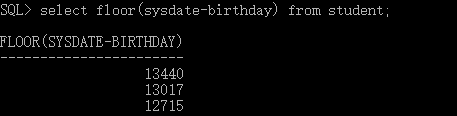 SQL> select floor(sysdate-birthday) from student;
FLOOR(SYSDATE-BIRTHDAY)
-----------------------
13440
13017
12715